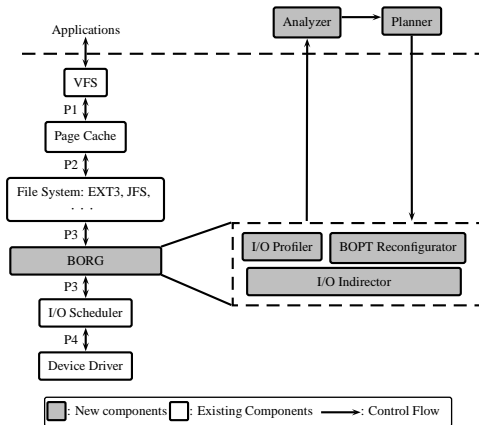 Applications
Analyzer
Planner
VFS
P1
Page Cache
P2
File System: EXT3, JFS,
. . .
P3
BORG
I/O Profiler
BOPT Reconfigurator
I/O Indirector
P3
I/O Scheduler
P4
Device Driver
: New components
: Existing Components
: Control Flow